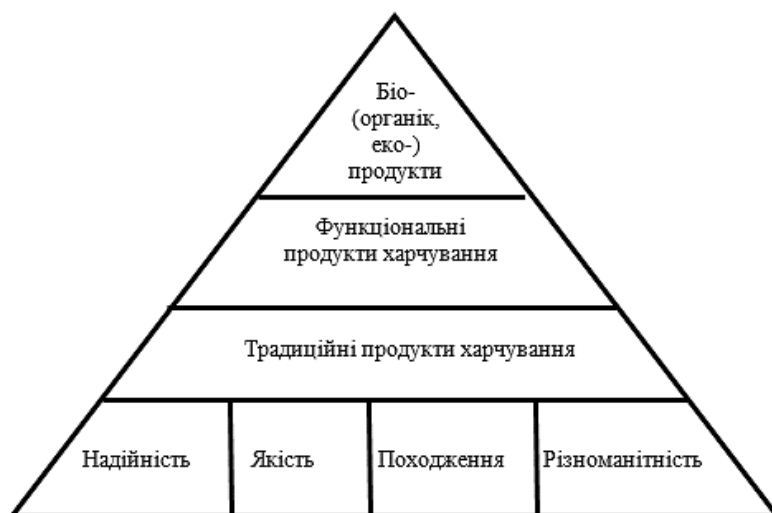 Біо-
(органік,
еко-)
продукти
Функціональні
продукти харчування
Традиційні продукти харчування
Надійність Якість Походження Різноманітність